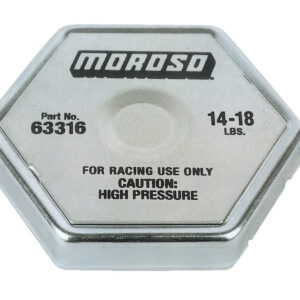 MOROSO
Part No.
63316
14-18
LBS.
FOR RACING USE ONLY
CAUTION:
HIGH PRESSURE